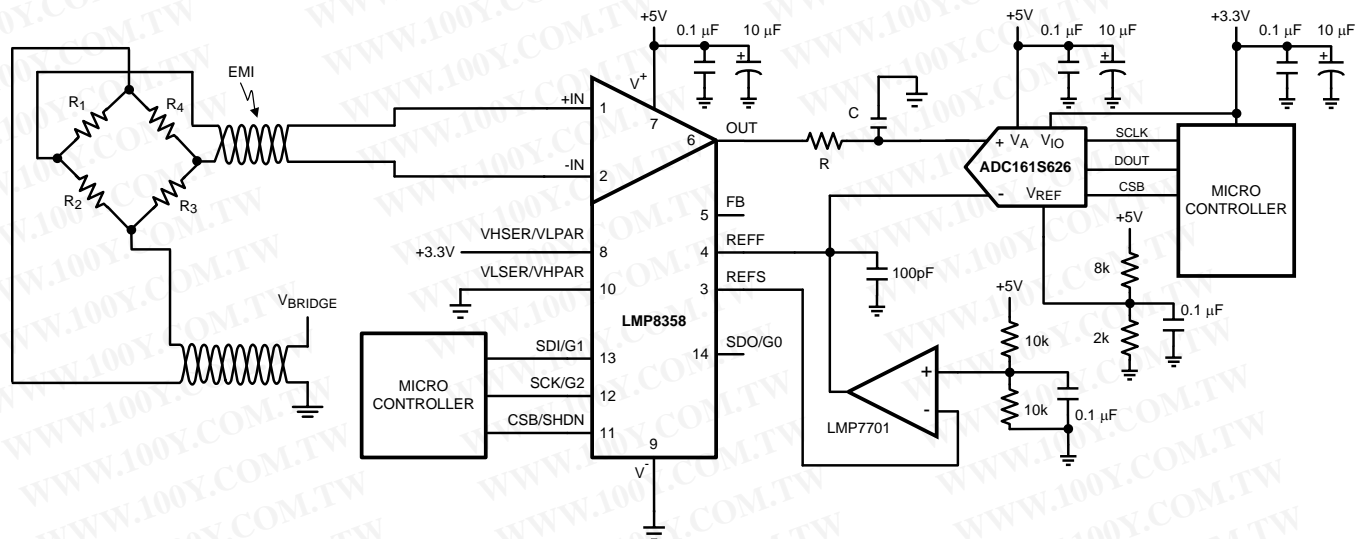 +5V
0.1 µF
10 µF
+5V
0.1 µF
10 µF
+3.3V
0.1 µF
10 µF
EMI
R1
R4
R2
R3
+IN
1
V+
7
-IN
2
OUT
6
R
C
+
VA
VIO
ADC161S626
-
VREF
SCLK
DOUT
CSB
MICRO
CONTROLLER
FB
5
VHSER/VLPAR
+3.3V
8
REFF
4
100pF
VLSER/VHPAR
10
REFS
3
+5V
8k
2k
0.1 µF
LMP8358
VBRIDGE
SDO/G0
14
+5V
10k
10k
0.1 µF
+
-
LMP7701
MICRO
CONTROLLER
SDI/G1
13
SCK/G2
12
CSB/SHDN
11
9
V-
WWW.100Y.COM.TW